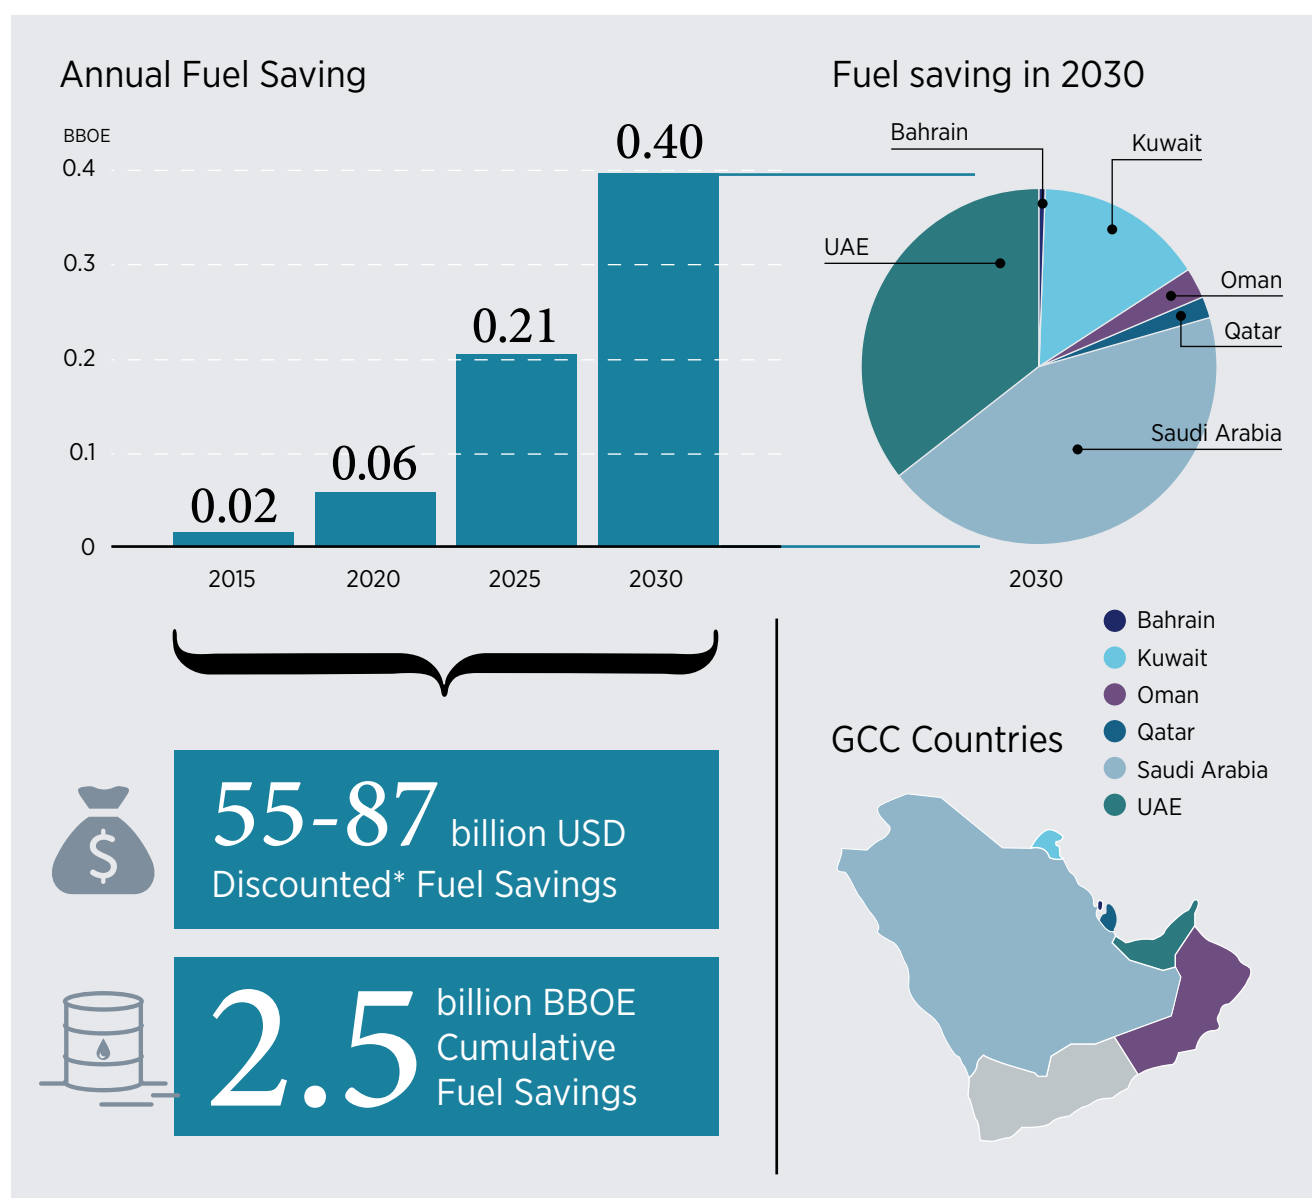 Annual Fuel Saving
BBOE
0.4
0.3
0.2
0.1
0
0.02
0.06
0.21
0.40
2015
2020
2025
2030
Fuel saving in 2030
Bahrain
Kuwait
UAE
Oman
Qatar
Saudi Arabia
2030
55-87 billion USD
Discounted* Fuel Savings
$
2.5 billion BBOE
Cumulative
Fuel Savings
GCC Countries
Bahrain
Kuwait
Oman
Qatar
Saudi Arabia
UAE